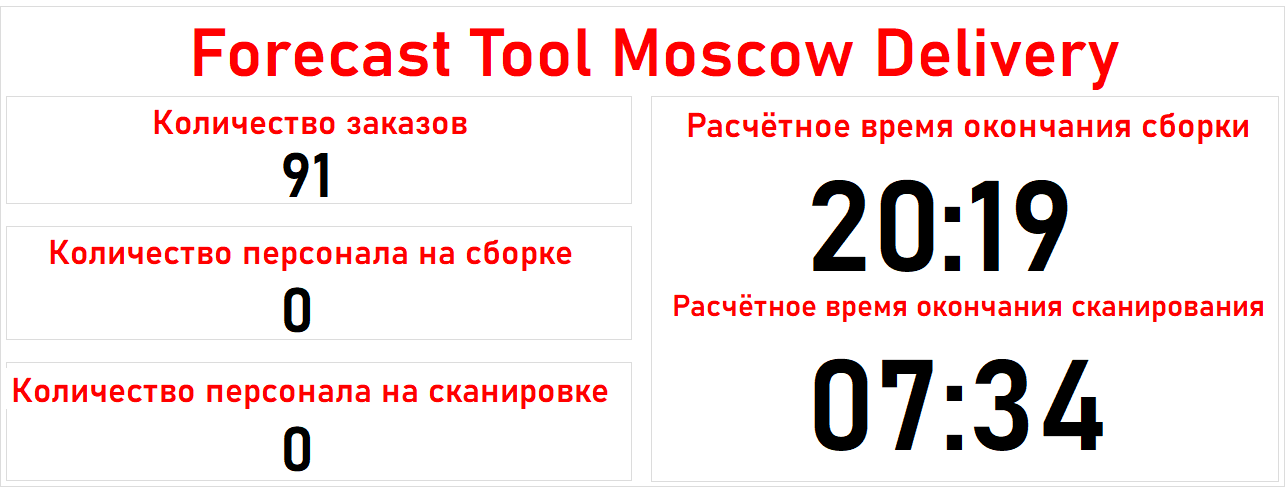 Forecast Tool Moscow Delivery
Количество заказов
91
Количество персонала на сборке
0
Количество персонала на сканировке
0
Расчётное время окончания сборки
20:19
Расчётное время окончания сканирования
07:34